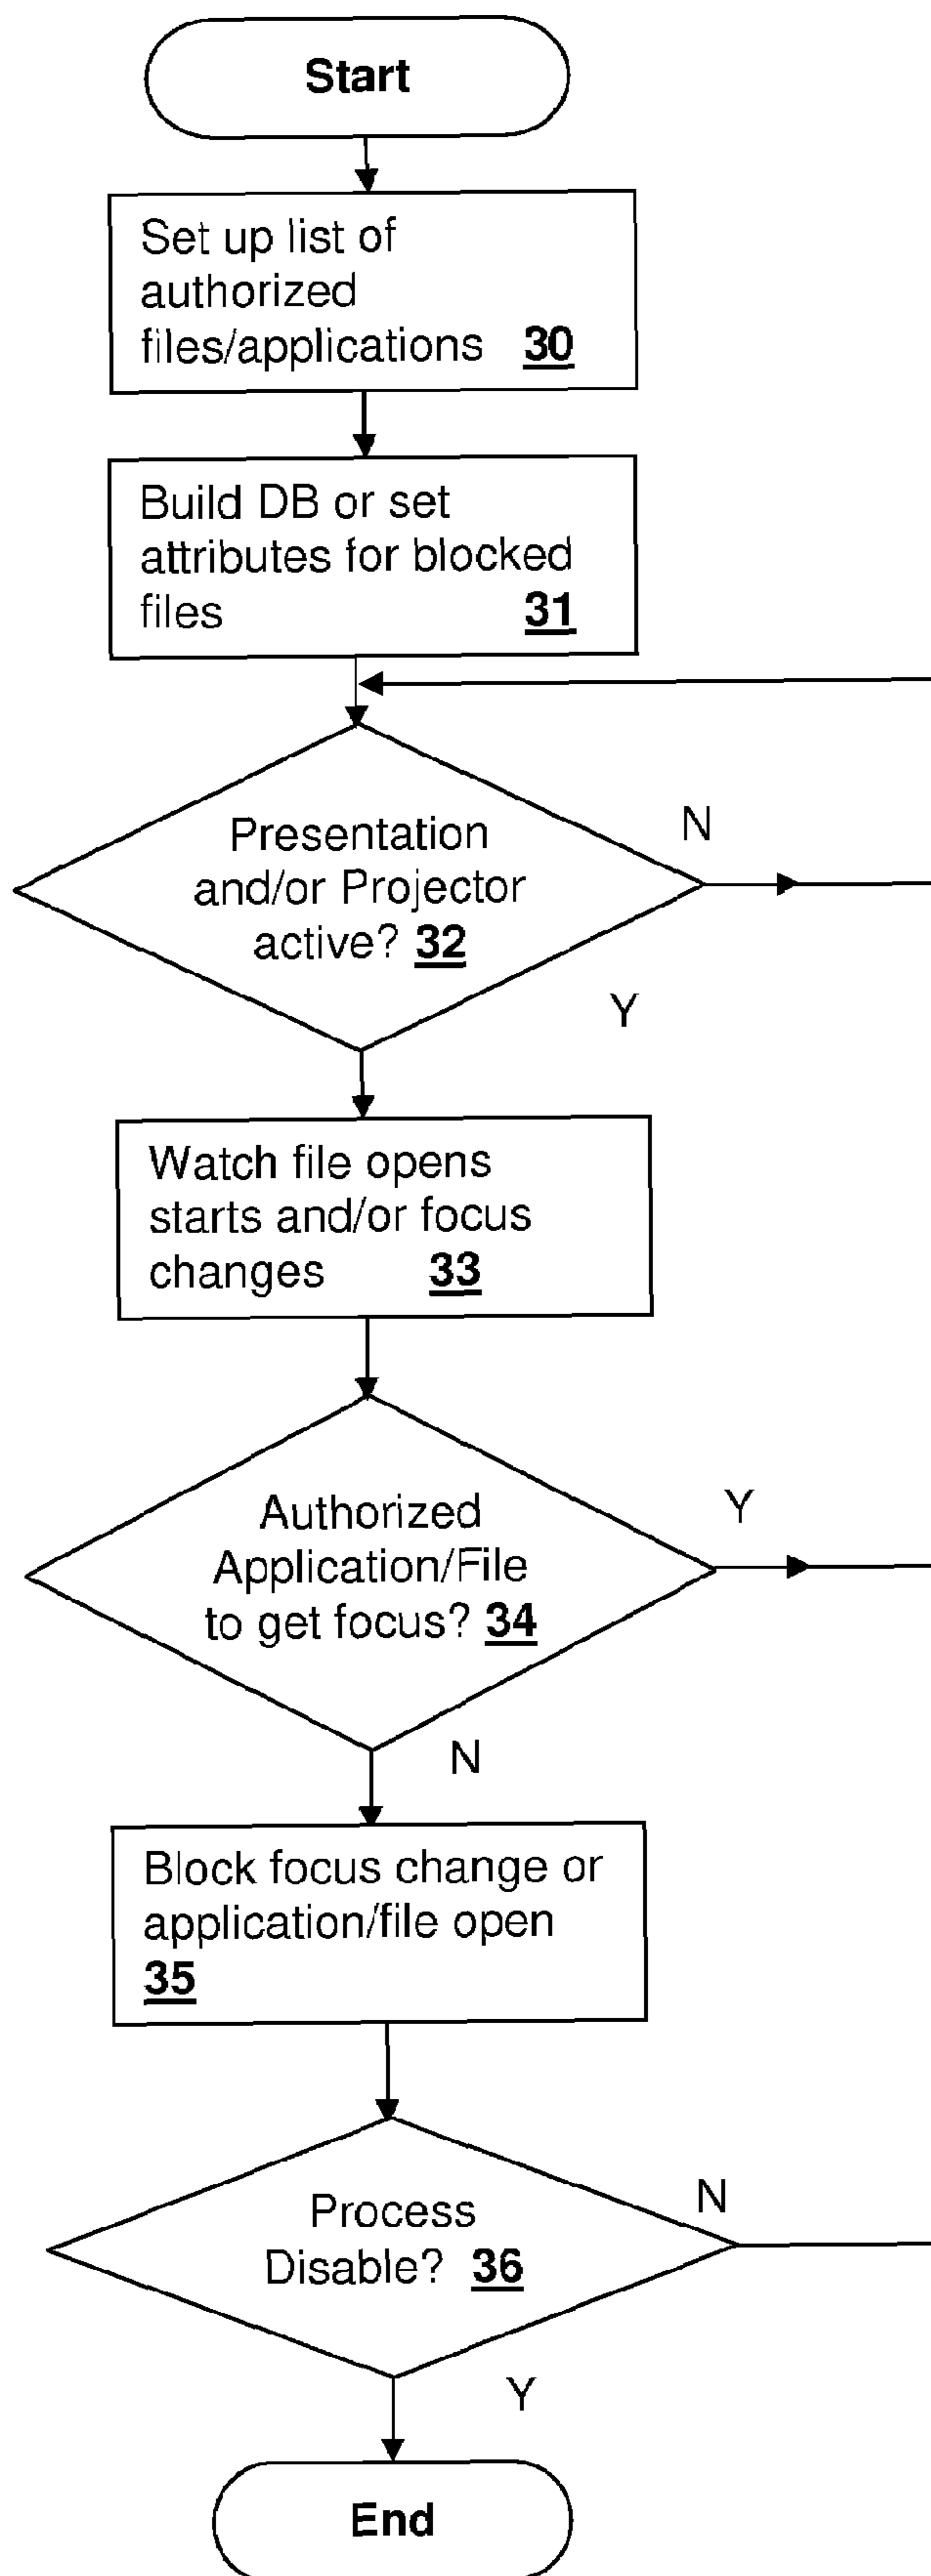 Start
Set up list of
authorized
files/applications 30
Build DB or set
attributes for blocked
files 31
Presentation
and/or Projector
active? 32
N
Y
Watch file opens
starts and/or focus
changes 33
Authorized
Application/File
to get focus? 34
Y
N
Block focus change or
application/file open
35
Process
Disable? 36
N
Y
End